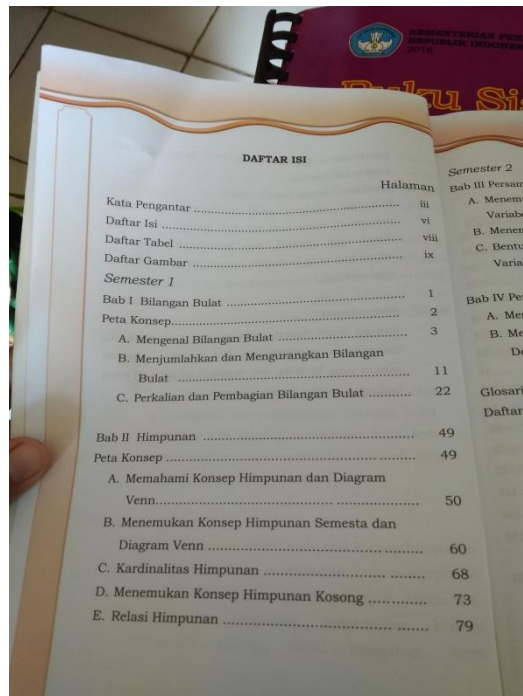 KEMENTERIAN
REPUBLIK INDONES
2016
Buku Si
DAFTAR ISI
Halaman
Kata Pengantar ........ iii
Daftar Isi ........ vi
Daftar Tabel ........ viii
Daftar Gambar ........ ix
Semester 1
Bab I Bilangan Bulat ........ 1
Peta Konsep........ 2
A. Mengenal Bilangan Bulat ........ 3
B. Menjumlahkan dan Mengurangkan Bilangan
Bulat ........ 11
C. Perkalian dan Pembagian Bilangan Bulat ........ 22
Bab II Himpunan ........ 49
Peta Konsep ........ 49
A. Memahami Konsep Himpunan dan Diagram
Venn........ 50
B. Menemukan Konsep Himpunan Semesta dan
Diagram Venn ........ 60
C. Kardinalitas Himpunan ........ 68
D. Menemukan Konsep Himpunan Kosong ........ 73
E. Relasi Himpunan ........ 79
Semester 2
Bab III Persam
A. Menem
Variab
B. Menen
C. Bentu
Varia
Bab IV Pe
A. Me
B. Me
De
Glosari
Daftar